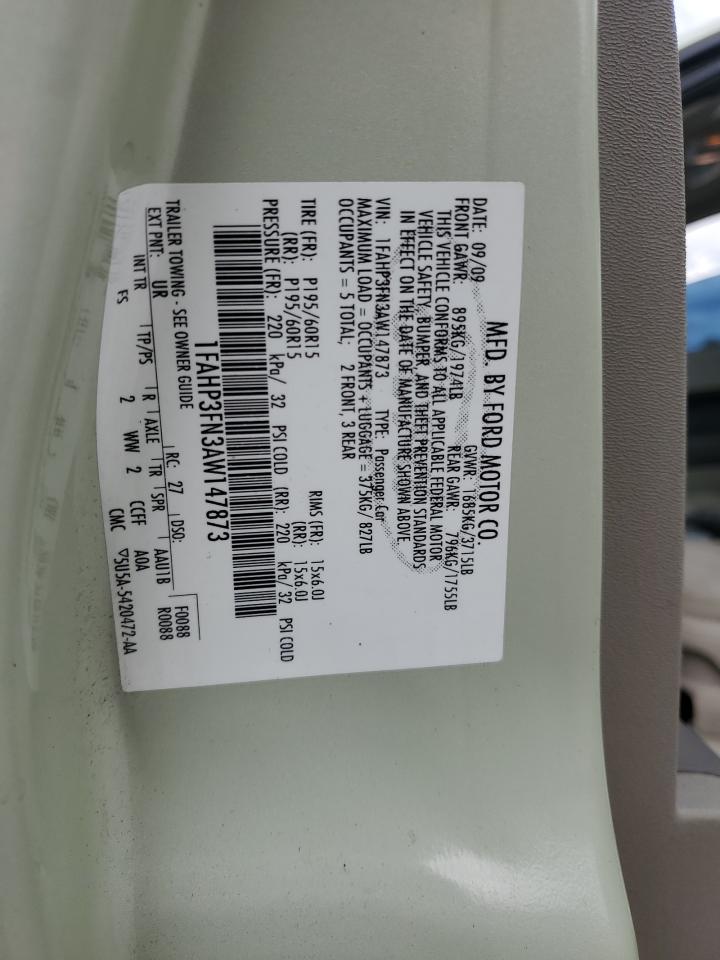 MFD. BY FORD MOTOR CO.
DATE: 09/09 GVWR: 1685KG/3715LB
FRONT GAWR: 895KG/1974LB REAR GAWR: 796KG/1755LB
THIS VEHICLE CONFORMS TO ALL APPLICABLE FEDERAL MOTOR
VEHICLE SAFETY, BUMPER, AND THEFT PREVENTION STANDARDS
IN EFFECT ON THE DATE OF MANUFACTURE SHOWN ABOVE.
VIN: 1FAHP3FN3AW147873 TYPE: Passenger Car
MAXIMUM LOAD = OCCUPANTS + LUGGAGE = 375KG/ 827LB
OCCUPANTS = 5 TOTAL; 2 FRONT, 3 REAR
TIRE (FR): P195/60R15 RIMS (FR): 15x6.0J
(RR): P195/60R15 (RR): 15x6.0J
PRESSURE (FR): 220 kPa/ 32 PSI COLD (RR): 220 kPa/ 32 PSI COLD
1FAHP3FN3AW147873
TRAILER TOWING - SEE OWNER GUIDE F0088
EXT PNT: UR RC: 27 DSO: R0088
INT TR TP/PS R AXLE TR SPR AAU1B
FS 2 WW 2 CCFF A0A
CMC ▽5U5A-5420472-AA